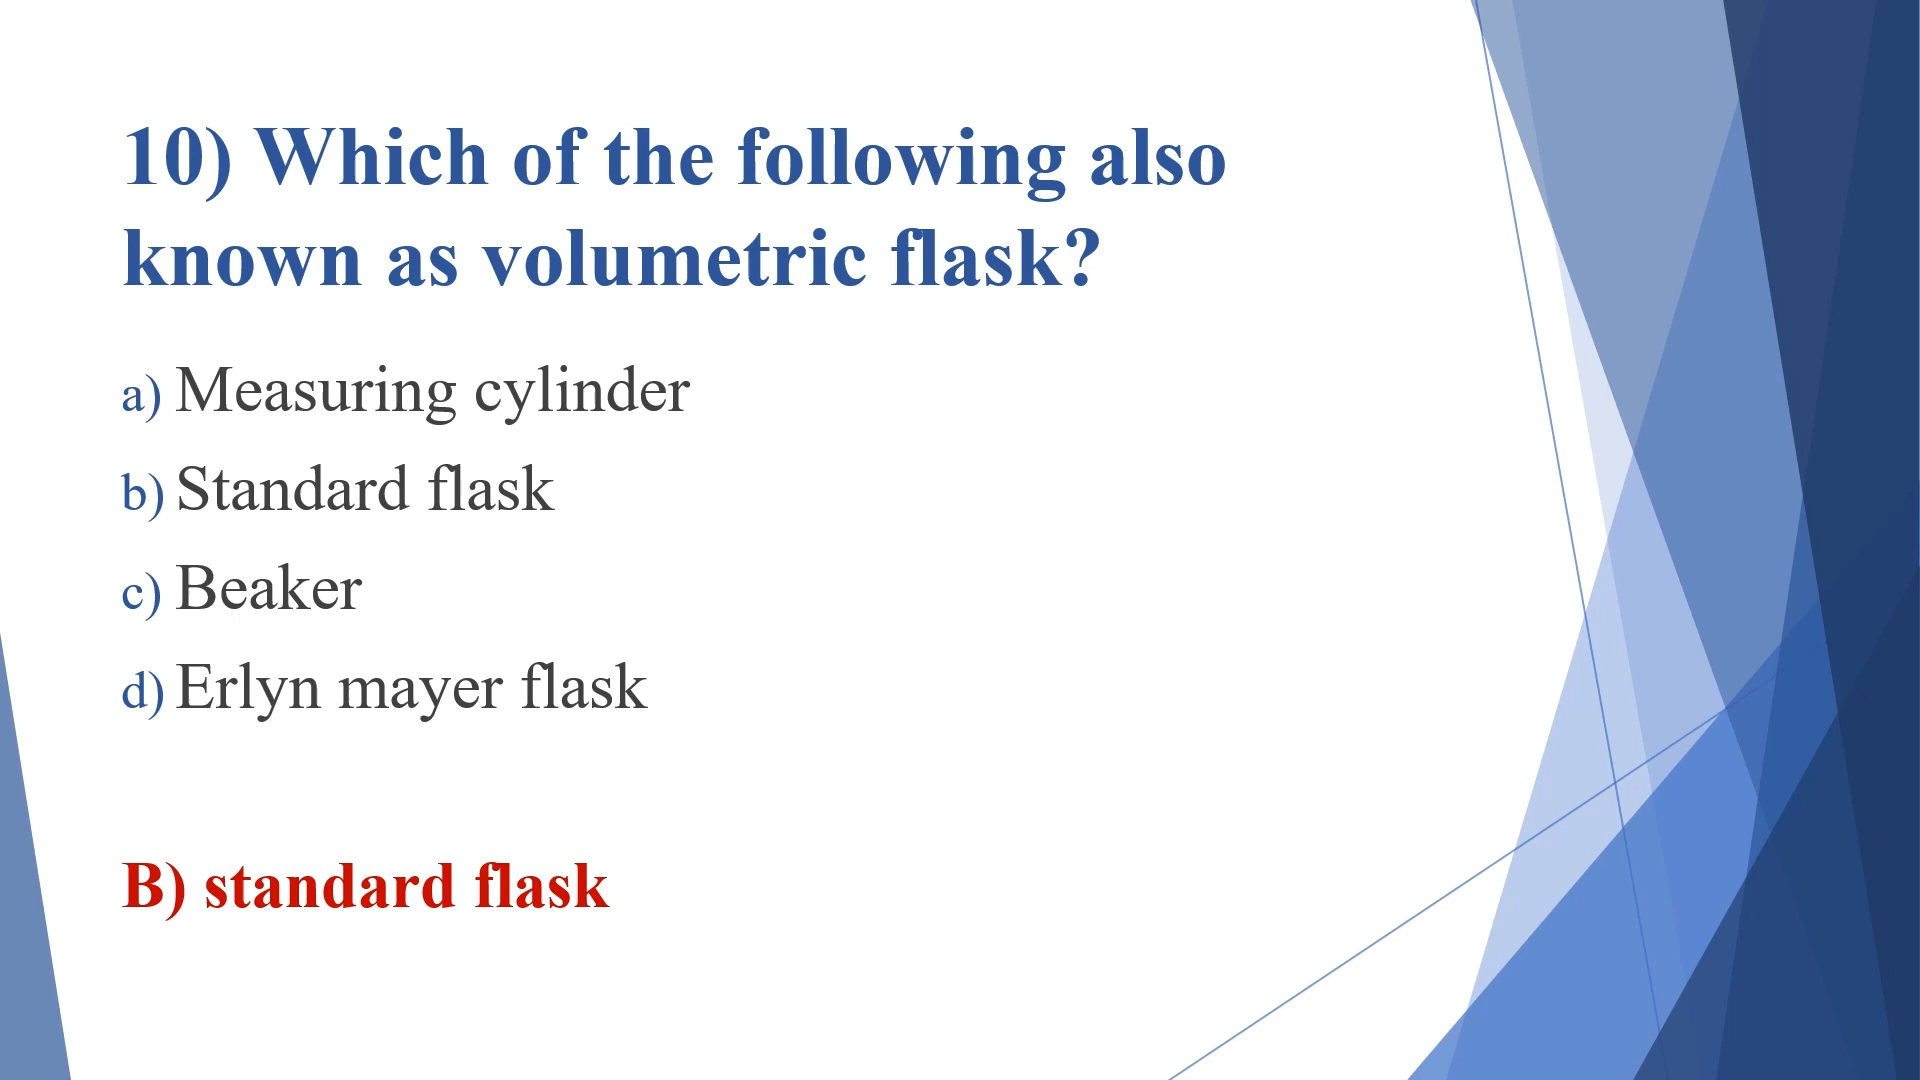 10) Which of the following also
known as volumetric flask?
a) Measuring cylinder
b) Standard flask
c) Beaker
d) Erlyn mayer flask
B) standard flask